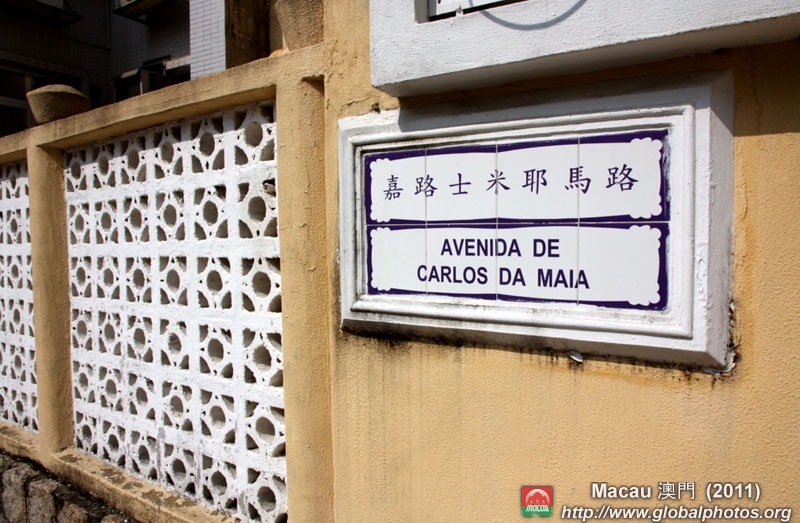 嘉路士米耶馬路
AVENIDA DE
CARLOS DA MAIA
MACAU
Macau 澳門 (2011)
http://www.globalphotos.org